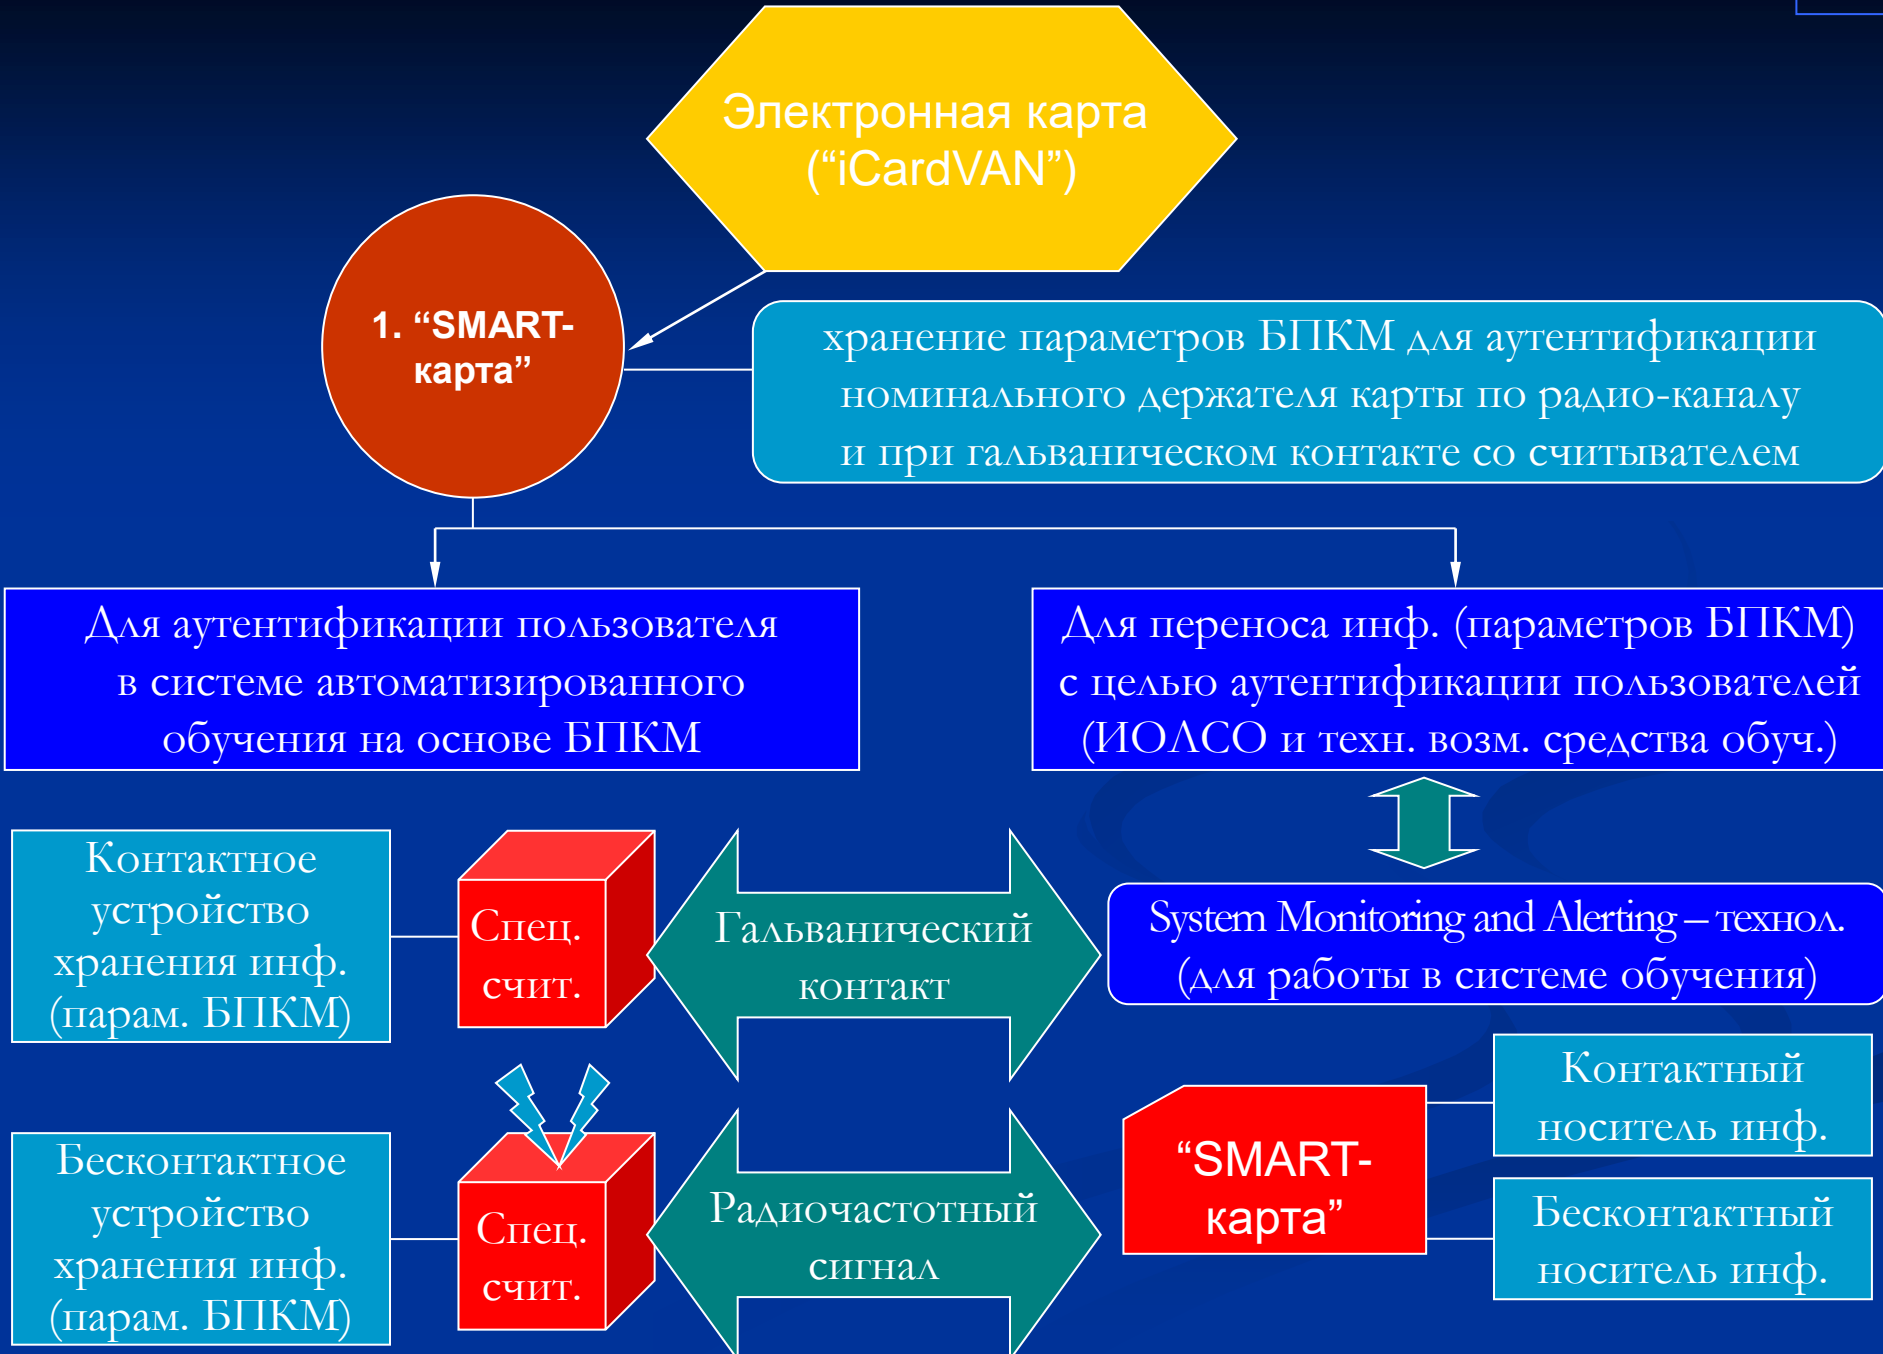 Электронная карта
(“iCardVAN”)
1. “SMART-
карта”
хранение параметров БПКМ для аутентификации
номинального держателя карты по радио-каналу
и при гальваническом контакте со считывателем
Для аутентификации пользователя
в системе автоматизированного
обучения на основе БПКМ
Для переноса инф. (параметров БПКМ)
с целью аутентификации пользователей
(ИОЛСО и техн. возм. средства обуч.)
Контактное
устройство
хранения инф.
(парам. БПКМ)
Спец.
счит.
Гальванический
контакт
System Monitoring and Alerting – технол.
(для работы в системе обучения)
Бесконтактное
устройство
хранения инф.
(парам. БПКМ)
Спец.
счит.
Радиочастотный
сигнал
“SMART-
карта”
Контактный
носитель инф.
Бесконтактный
носитель инф.